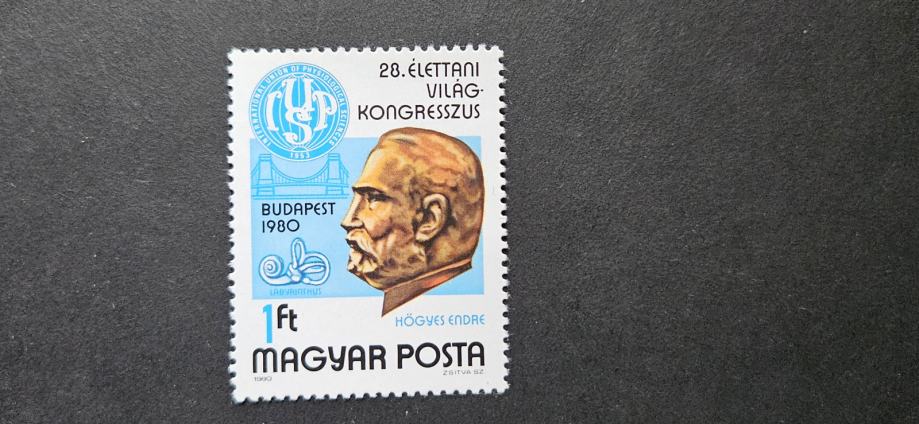 INTERNATIONAL UNION OF PHYSIOLOGICAL SCIENCES
IUPS
1953
28. ÉLETTANI
VILÁG-
KONGRESSZUS
BUDAPEST
1980
LABYRINTHUS
1Ft
HŐGYES ENDRE
MAGYAR POSTA
1980
ZSITVA SZ.